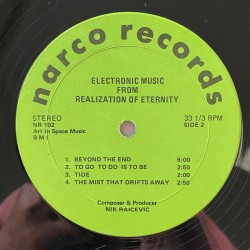 narco records
ELECTRONIC MUSIC
FROM
REALIZATION OF ETERNITY
STEREO
NR 102
Art In Space Music
B M I
33 1/3 RPM
SIDE 2
1. BEYOND THE END 6:00
2. TO GO TO DO IS TO BE 2:50
3. TIDE 2:50
4. THE MIST THAT DRIFTS AWAY 2:50
Composer & Producer
NIK RAICEVIC